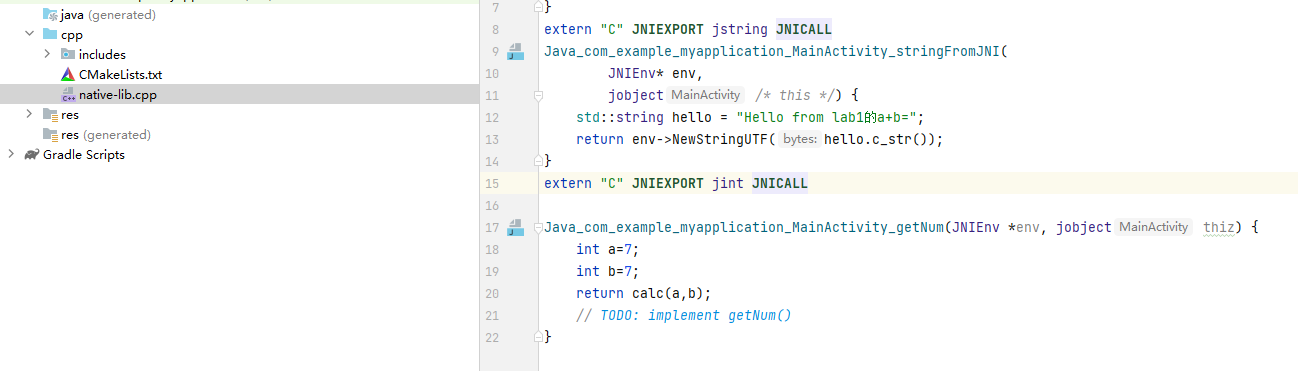 java (generated)
cpp
includes
CMakeLists.txt
native-lib.cpp
res
res (generated)
Gradle Scripts
7 }
8 extern "C" JNIEXPORT jstring JNICALL
9 Java_com_example_myapplication_MainActivity_stringFromJNI(
10 JNIEnv* env,
11 jobject MainActivity /* this */) {
12 std::string hello = "Hello from lab1的a+b=";
13 return env->NewStringUTF( bytes: hello.c_str());
14 }
15 extern "C" JNIEXPORT jint JNICALL
16
17 Java_com_example_myapplication_MainActivity_getNum(JNIEnv *env, jobject MainActivity thiz) {
18 int a=7;
19 int b=7;
20 return calc(a,b);
21 // TODO: implement getNum()
22 }